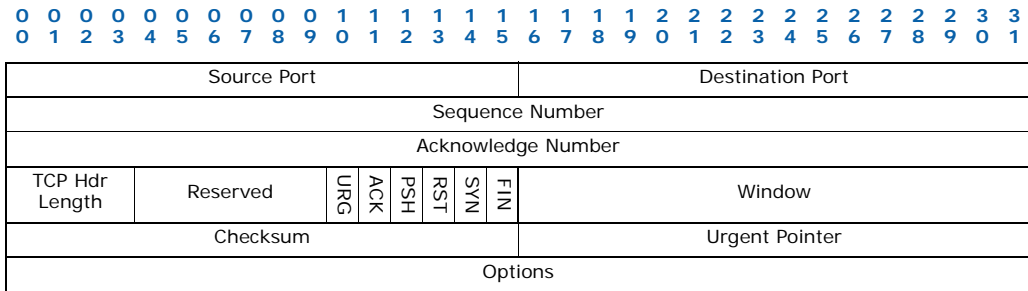 0 0 0 0 0 0 0 0 0 0 1 1 1 1 1 1 1 1 1 1 2 2 2 2 2 2 2 2 2 2 3 3
0 1 2 3 4 5 6 7 8 9 0 1 2 3 4 5 6 7 8 9 0 1 2 3 4 5 6 7 8 9 0 1
Source Port Destination Port
Sequence Number
Acknowledge Number
TCP Hdr
Length
Reserved
URG
ACK
PSH
RST
SYN
FIN
Window
Checksum Urgent Pointer
Options